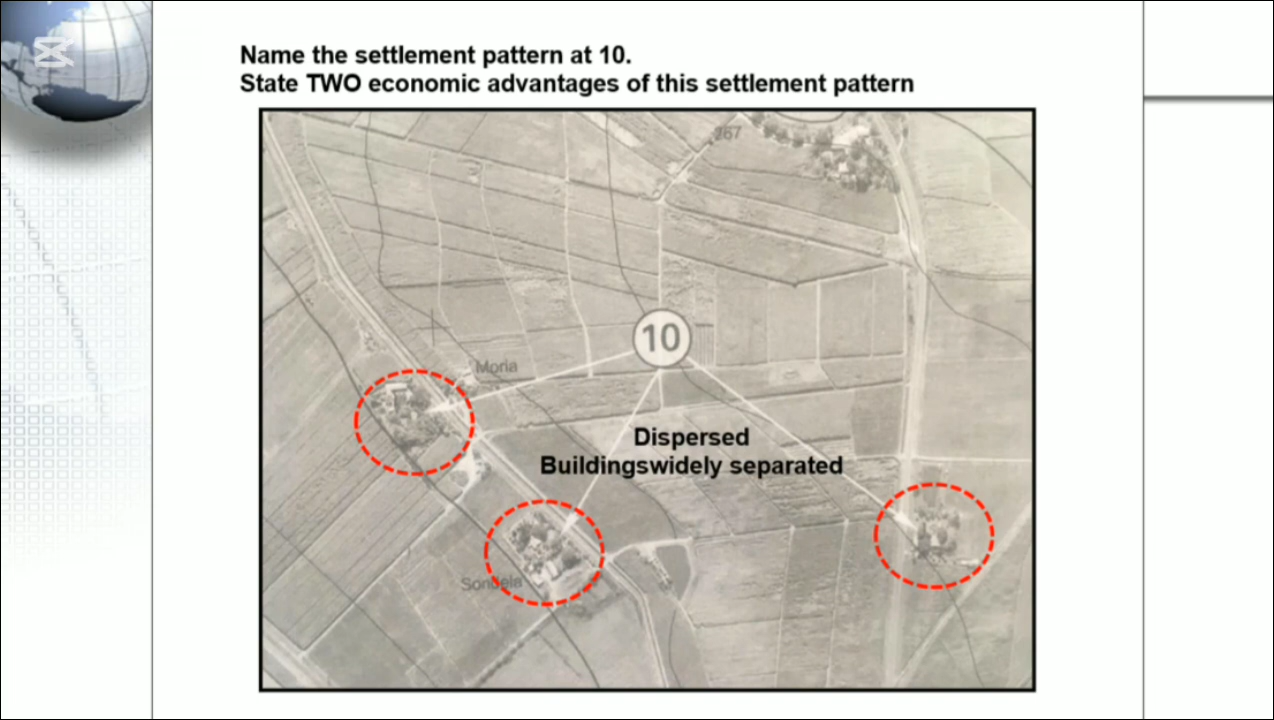 Name the settlement pattern at 10.
State TWO economic advantages of this settlement pattern
267
10
Moria
Dispersed
Buildingswidely separated
Sondela